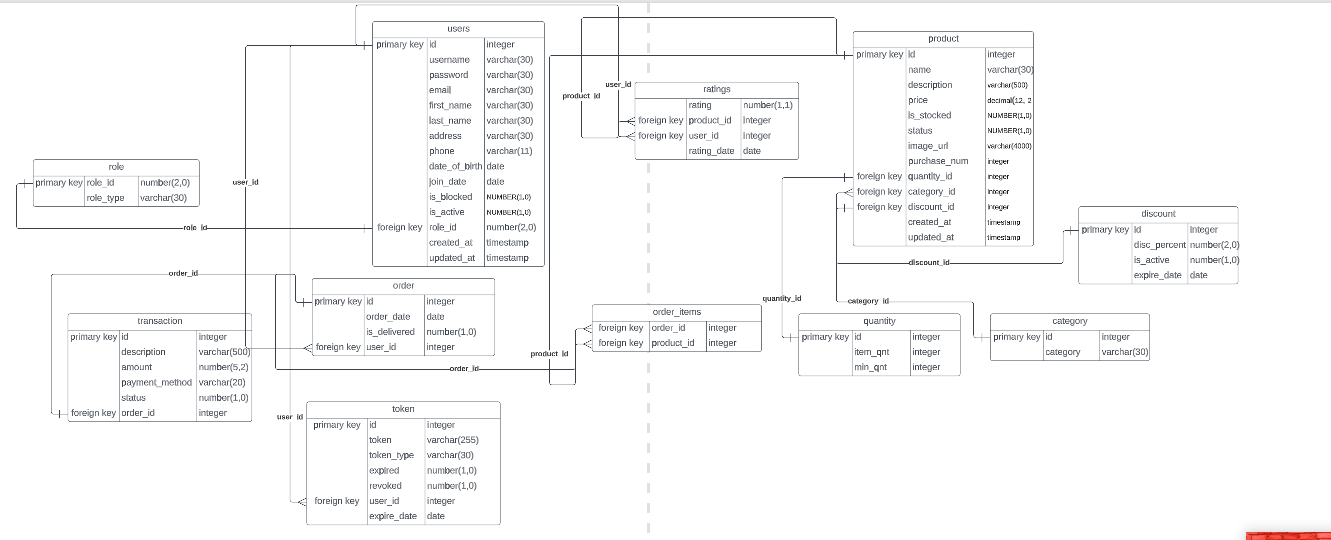 users
primary key id integer
username varchar(30)
password varchar(30)
email varchar(30)
first_name varchar(30)
last_name varchar(30)
address varchar(30)
phone varchar(11)
date_of_birth date
join_date date
is_blocked NUMBER(1,0)
is_active NUMBER(1,0)
foreign key role_id number(2,0)
created_at timestamp
updated_at timestamp
product
primary key id integer
name varchar(30)
description varchar(500)
price decimal(12, 2
is_stocked NUMBER(1,0)
status NUMBER(1,0)
image_url varchar(4000)
purchase_num integer
foreign key quantity_id integer
foreign key category_id integer
foreign key discount_id integer
created_at timestamp
updated_at timestamp
user_id
product_id
ratings
rating number(1,1)
foreign key product_id Integer
foreign key user_id Integer
rating_date date
role
primary key role_id number(2,0)
role_type varchar(30)
user_id
role_id
discount
primary key id integer
disc_percent number(2,0)
is_active number(1,0)
expire_date date
discount_id
order_id
order
primary key id integer
order_date date
is_delivered number(1,0)
foreign key user_id integer
quantity_id
category_id
order_items
foreign key order_id integer
foreign key product_id integer
transaction
primary key id integer
description varchar(500)
amount number(5,2)
payment_method varchar(20)
status number(1,0)
foreign key order_id integer
quantity
primary key id integer
item_qnt integer
min_qnt integer
category
primary key id integer
category varchar(30)
product_id
order_id
user_id
token
primary key id integer
token varchar(255)
token_type varchar(30)
expired number(1,0)
revoked number(1,0)
foreign key user_id integer
expire_date date